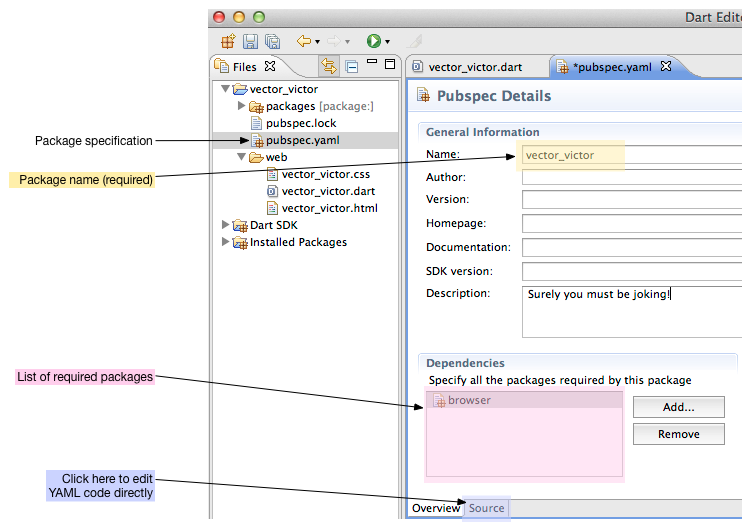 Dart Edito
Files
vector_victor.dart
*pubspec.yaml
vector_victor
packages [package:]
pubspec.lock
pubspec.yaml
web
vector_victor.css
vector_victor.dart
vector_victor.html
Dart SDK
Installed Packages
Package specification
Package name (required)
List of required packages
Click here to edit
YAML code directly
Pubspec Details
General Information
Name: vector_victor
Author:
Version:
Homepage:
Documentation:
SDK version:
Description: Surely you must be joking!
Dependencies
Specify all the packages required by this package
browser
Add...
Remove
Overview Source